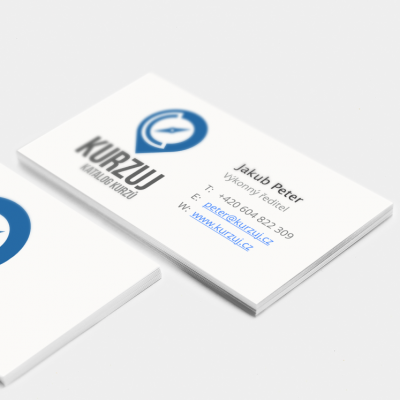 KURZUJ
KATALOG KURZŮ
Jakub Peter
Výkonný ředitel
T: +420 604 822 309
E: peter@kurzuj.cz
W: www.kurzuj.cz